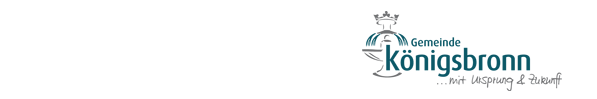 Gemeinde
Königsbronn
...mit Ursprung & Zukunft